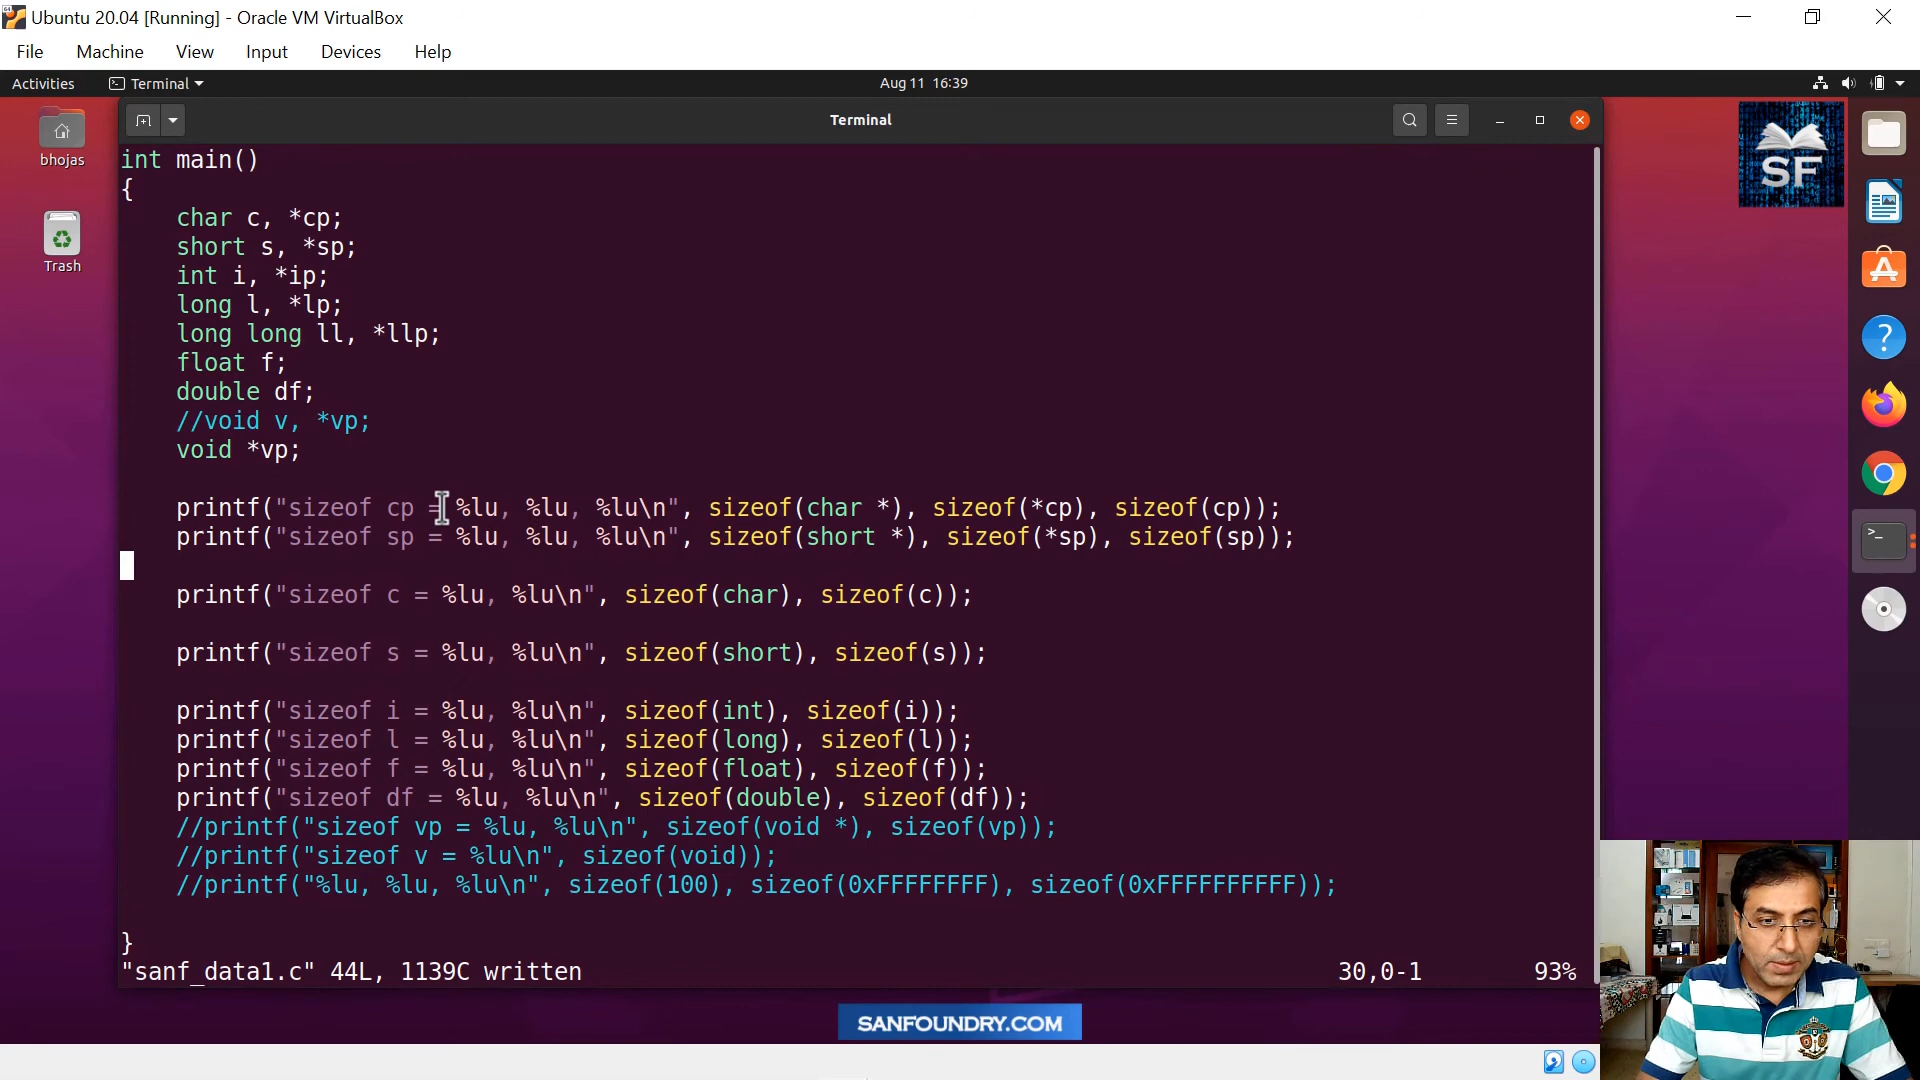 Ubuntu 20.04 [Running] - Oracle VM VirtualBox
File Machine View Input Devices Help
Activities Terminal Aug 11 16:39
Terminal
bhojas
Trash
SF
int main()
{
    char c, *cp;
    short s, *sp;
    int i, *ip;
    long l, *lp;
    long long ll, *llp;
    float f;
    double df;
    //void v, *vp;
    void *vp;
    printf("sizeof cp = %lu, %lu, %lu\n", sizeof(char *), sizeof(*cp), sizeof(cp));
    printf("sizeof sp = %lu, %lu, %lu\n", sizeof(short *), sizeof(*sp), sizeof(sp));
    printf("sizeof c = %lu, %lu\n", sizeof(char), sizeof(c));
    printf("sizeof s = %lu, %lu\n", sizeof(short), sizeof(s));
    printf("sizeof i = %lu, %lu\n", sizeof(int), sizeof(i));
    printf("sizeof l = %lu, %lu\n", sizeof(long), sizeof(l));
    printf("sizeof f = %lu, %lu\n", sizeof(float), sizeof(f));
    printf("sizeof df = %lu, %lu\n", sizeof(double), sizeof(df));
    //printf("sizeof vp = %lu, %lu\n", sizeof(void *), sizeof(vp));
    //printf("sizeof v = %lu\n", sizeof(void));
    //printf("%lu, %lu, %lu\n", sizeof(100), sizeof(0xFFFFFFFF), sizeof(0xFFFFFFFFFF));
}
"sanf_data1.c" 44L, 1139C written 30,0-1 93%
SANFOUNDRY.COM